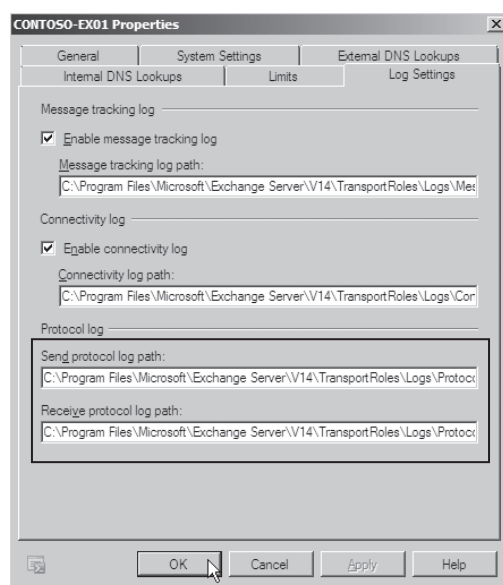 CONTOSO-EX01 Properties
General
System Settings
External DNS Lookups
Internal DNS Lookups
Limits
Log Settings
Message tracking log
Enable message tracking log
Message tracking log path:
C:\Program Files\Microsoft\Exchange Server\V14\TransportRoles\Logs\Mes
Connectivity log
Enable connectivity log
Connectivity log path:
C:\Program Files\Microsoft\Exchange Server\V14\TransportRoles\Logs\Con
Protocol log
Send protocol log path:
C:\Program Files\Microsoft\Exchange Server\V14\TransportRoles\Logs\Protoco
Receive protocol log path:
C:\Program Files\Microsoft\Exchange Server\V14\TransportRoles\Logs\Protoco
OK
Cancel
Apply
Help